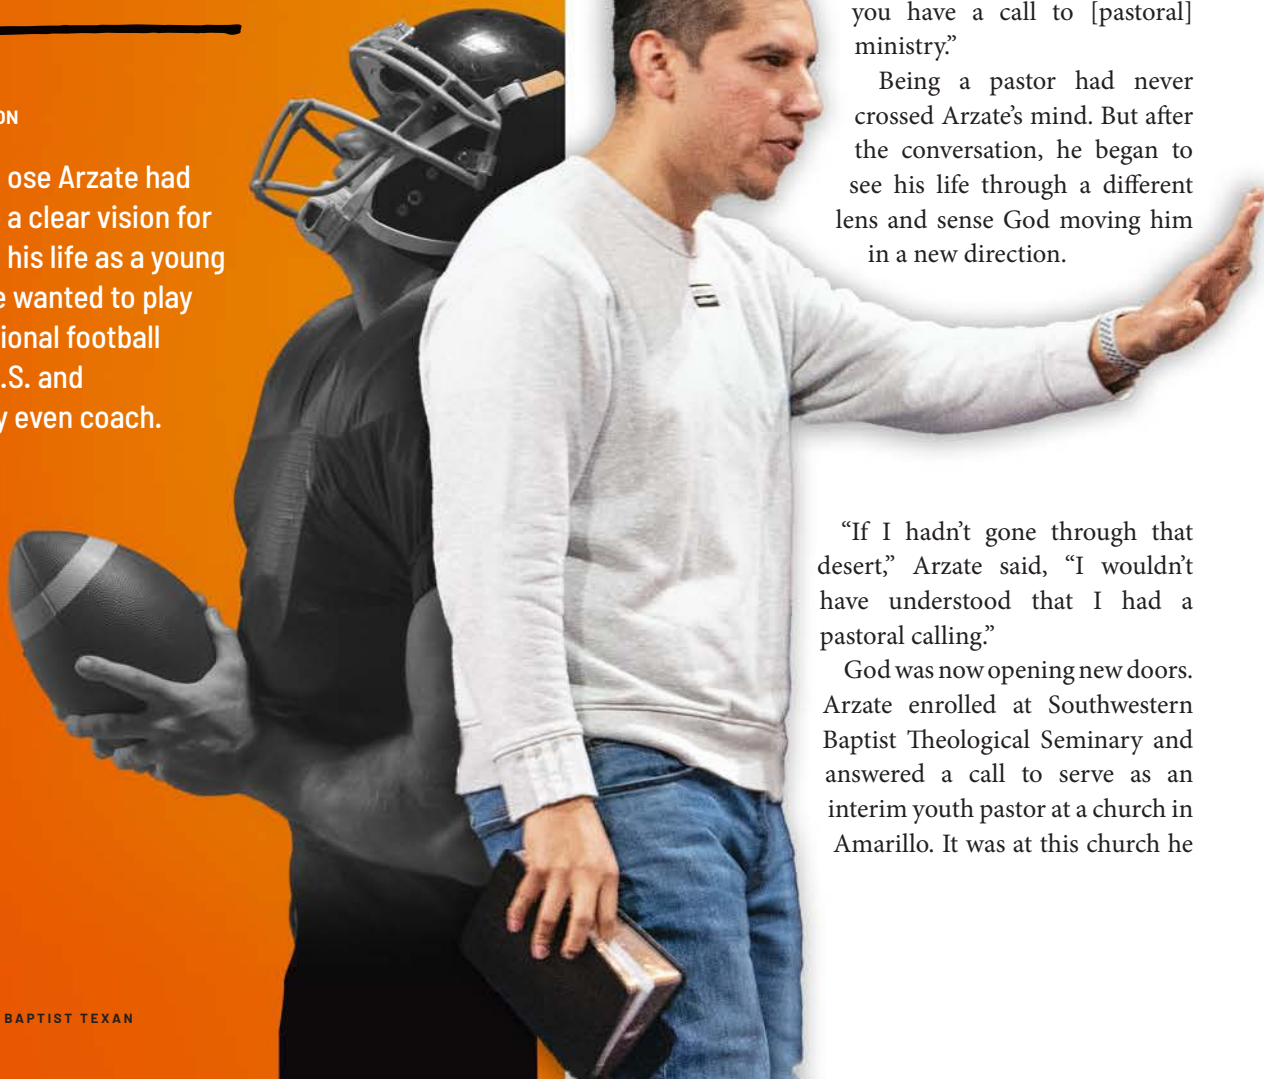 ON
ose Arzate had
a clear vision for
his life as a young
e wanted to play
ional football
.S. and
y even coach.
BAPTIST TEXAN
you have a call to [pastoral]
ministry.”
Being a pastor had never
crossed Arzate’s mind. But after
the conversation, he began to
see his life through a different
lens and sense God moving him
in a new direction.
“If I hadn’t gone through that
desert,” Arzate said, “I wouldn’t
have understood that I had a
pastoral calling.”
God was now opening new doors.
Arzate enrolled at Southwestern
Baptist Theological Seminary and
answered a call to serve as an
interim youth pastor at a church in
Amarillo. It was at this church he